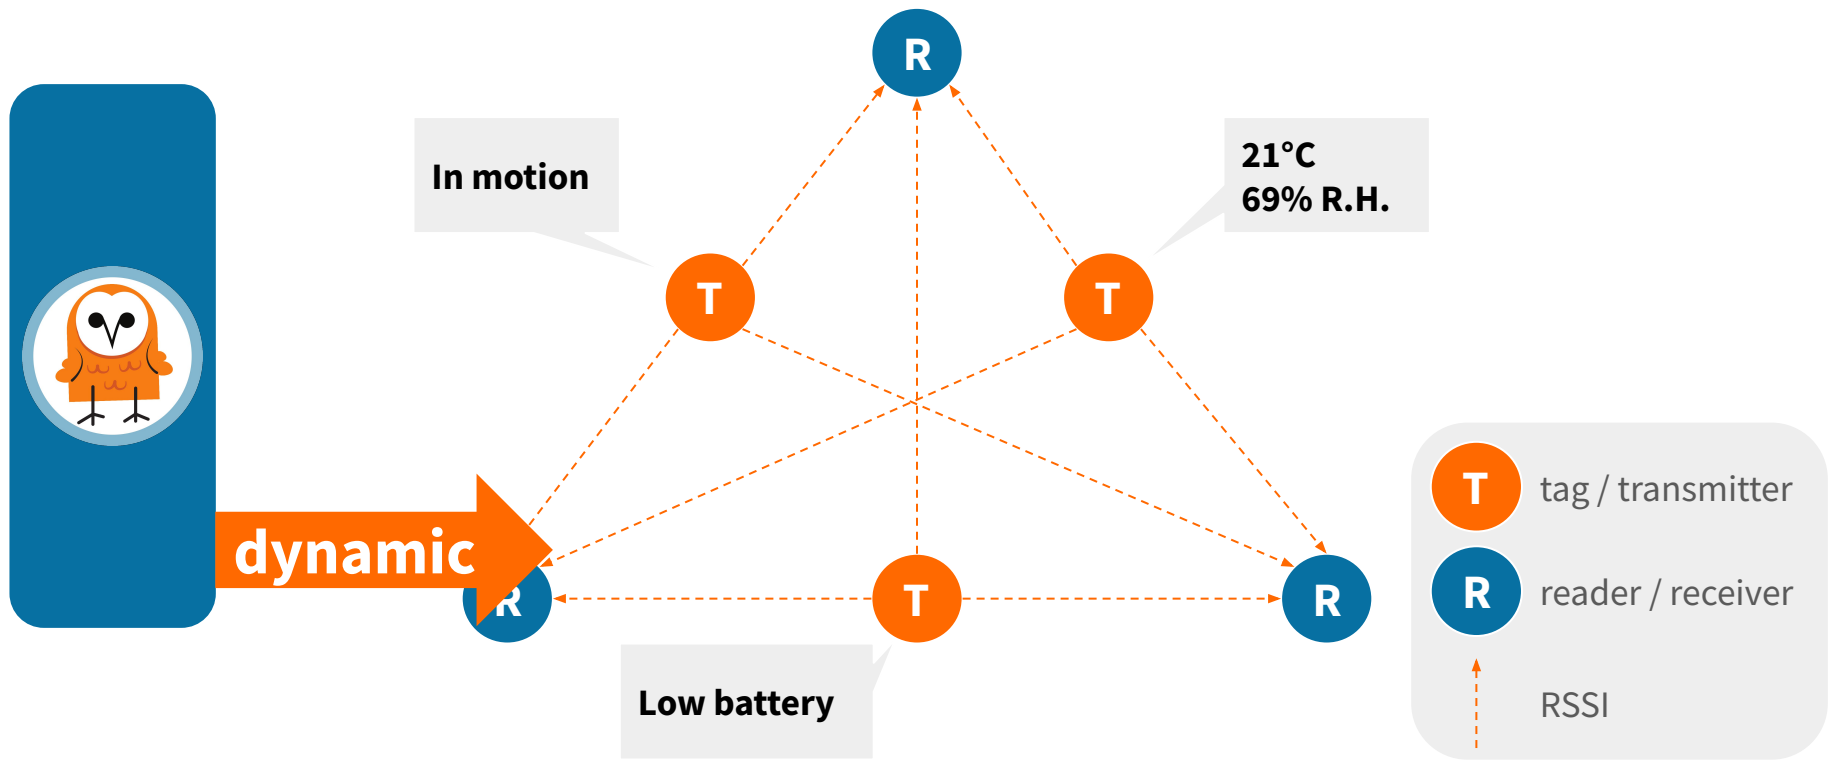 R
In motion
21°C
69% R.H.
T
T
dynamic
R
T
R
Low battery
T tag / transmitter
R reader / receiver
RSSI